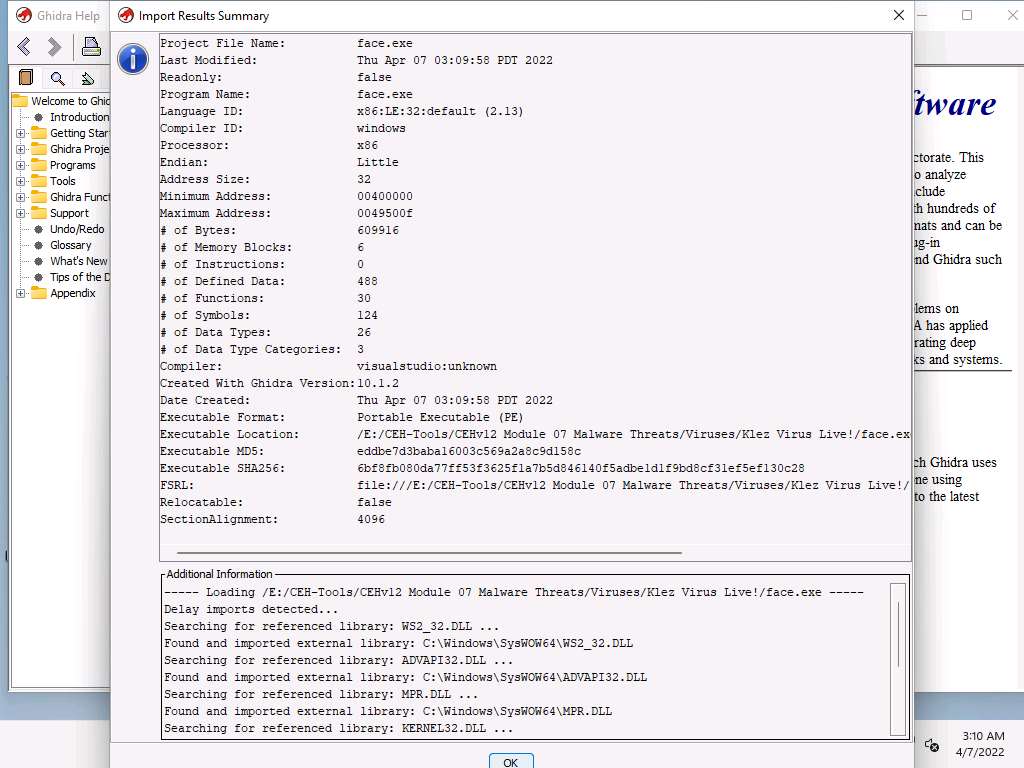 Ghidra Help
Import Results Summary
Welcome to Ghid
Introduction
Getting Star
Ghidra Proje
Programs
Tools
Ghidra Funct
Support
Undo/Redo
Glossary
What's New
Tips of the D
Appendix
Project File Name: face.exe
Last Modified: Thu Apr 07 03:09:58 PDT 2022
Readonly: false
Program Name: face.exe
Language ID: x86:LE:32:default (2.13)
Compiler ID: windows
Processor: x86
Endian: Little
Address Size: 32
Minimum Address: 00400000
Maximum Address: 0049500f
# of Bytes: 609916
# of Memory Blocks: 6
# of Instructions: 0
# of Defined Data: 488
# of Functions: 30
# of Symbols: 124
# of Data Types: 26
# of Data Type Categories: 3
Compiler: visualstudio:unknown
Created With Ghidra Version: 10.1.2
Date Created: Thu Apr 07 03:09:58 PDT 2022
Executable Format: Portable Executable (PE)
Executable Location: /E:/CEH-Tools/CEHv12 Module 07 Malware Threats/Viruses/Klez Virus Live!/face.ex
Executable MD5: eddbe7d3baba16003c569a2a8c9d158c
Executable SHA256: 6bf8fb080da77ff53f3625f1a7b5d846140f5adbe1d1f9bd8cf31ef5ef130c28
FSRL: file:///E:/CEH-Tools/CEHv12 Module 07 Malware Threats/Viruses/Klez Virus Live!/
Relocatable: false
SectionAlignment: 4096
Additional Information
----- Loading /E:/CEH-Tools/CEHv12 Module 07 Malware Threats/Viruses/Klez Virus Live!/face.exe -----
Delay imports detected...
Searching for referenced library: WS2_32.DLL ...
Found and imported external library: C:\Windows\SysWOW64\WS2_32.DLL
Searching for referenced library: ADVAPI32.DLL ...
Found and imported external library: C:\Windows\SysWOW64\ADVAPI32.DLL
Searching for referenced library: MPR.DLL ...
Found and imported external library: C:\Windows\SysWOW64\MPR.DLL
Searching for referenced library: KERNEL32.DLL ...
OK
ftware
ctorate. This
o analyze
clude
h hundreds of
nats and can be
ug-in
nd Ghidra such
lems on
A has applied
rating deep
ks and systems.
ch Ghidra uses
ne using
to the latest
3:10 AM
4/7/2022